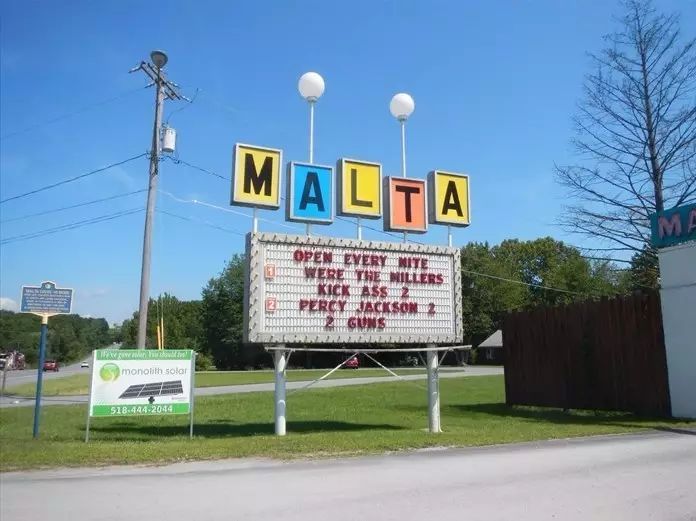 MALTA
OPEN EVERY NITE
1 WERE THE MILLERS
KICK ASS 2
2 PERCY JACKSON 2
2 GUNS
We've gone solar, You should too!
monolith solar
518-444-2044
MA